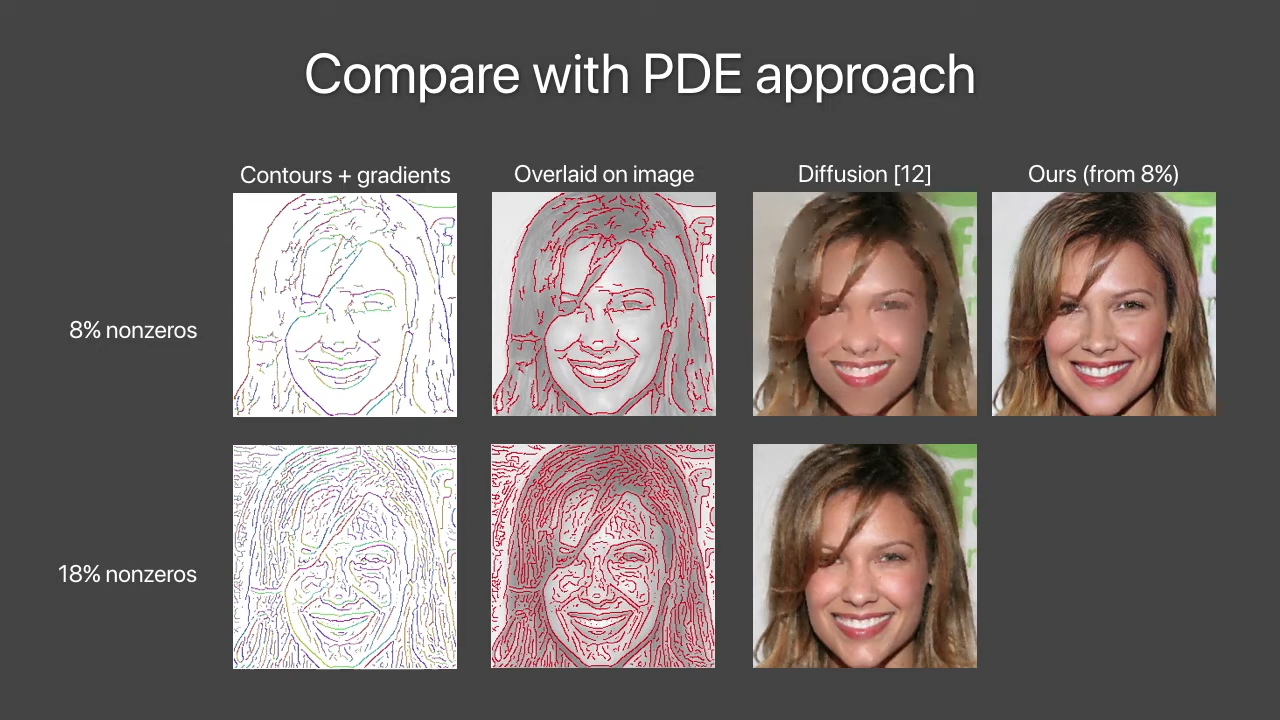 Compare with PDE approach
Contours + gradients
Overlaid on image
Diffusion [12]
Ours (from 8%)
8% nonzeros
18% nonzeros